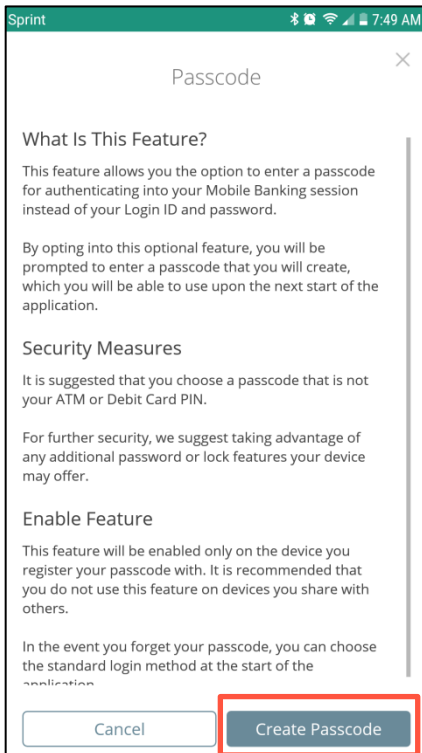 Sprint 7:49 AM
Passcode
What Is This Feature?
This feature allows you the option to enter a passcode
for authenticating into your Mobile Banking session
instead of your Login ID and password.
By opting into this optional feature, you will be
prompted to enter a passcode that you will create,
which you will be able to use upon the next start of the
application.
Security Measures
It is suggested that you choose a passcode that is not
your ATM or Debit Card PIN.
For further security, we suggest taking advantage of
any additional password or lock features your device
may offer.
Enable Feature
This feature will be enabled only on the device you
register your passcode with. It is recommended that
you do not use this feature on devices you share with
others.
In the event you forget your passcode, you can choose
the standard login method at the start of the
application
Cancel Create Passcode